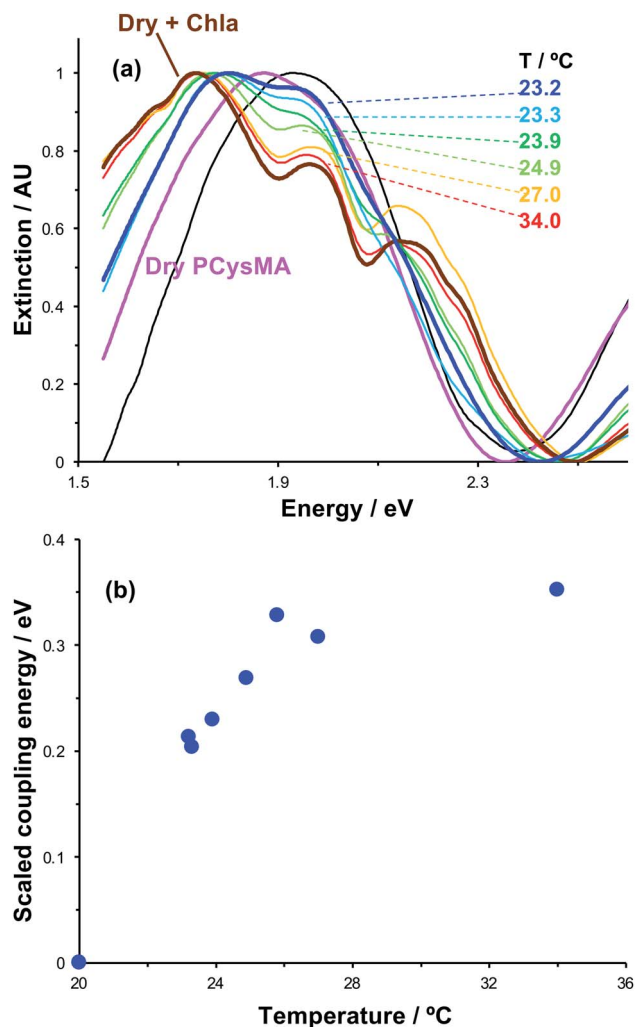 Dry + Chla
(a)
T / ºC
23.2
23.3
23.9
24.9
27.0
34.0
Dry PCysMA
Extinction / AU
1
0.8
0.6
0.4
0.2
0
1.5
1.9
2.3
Energy / eV
(b)
Scaled coupling energy / eV
0.4
0.3
0.2
0.1
0
20
24
28
32
36
Temperature / ºC